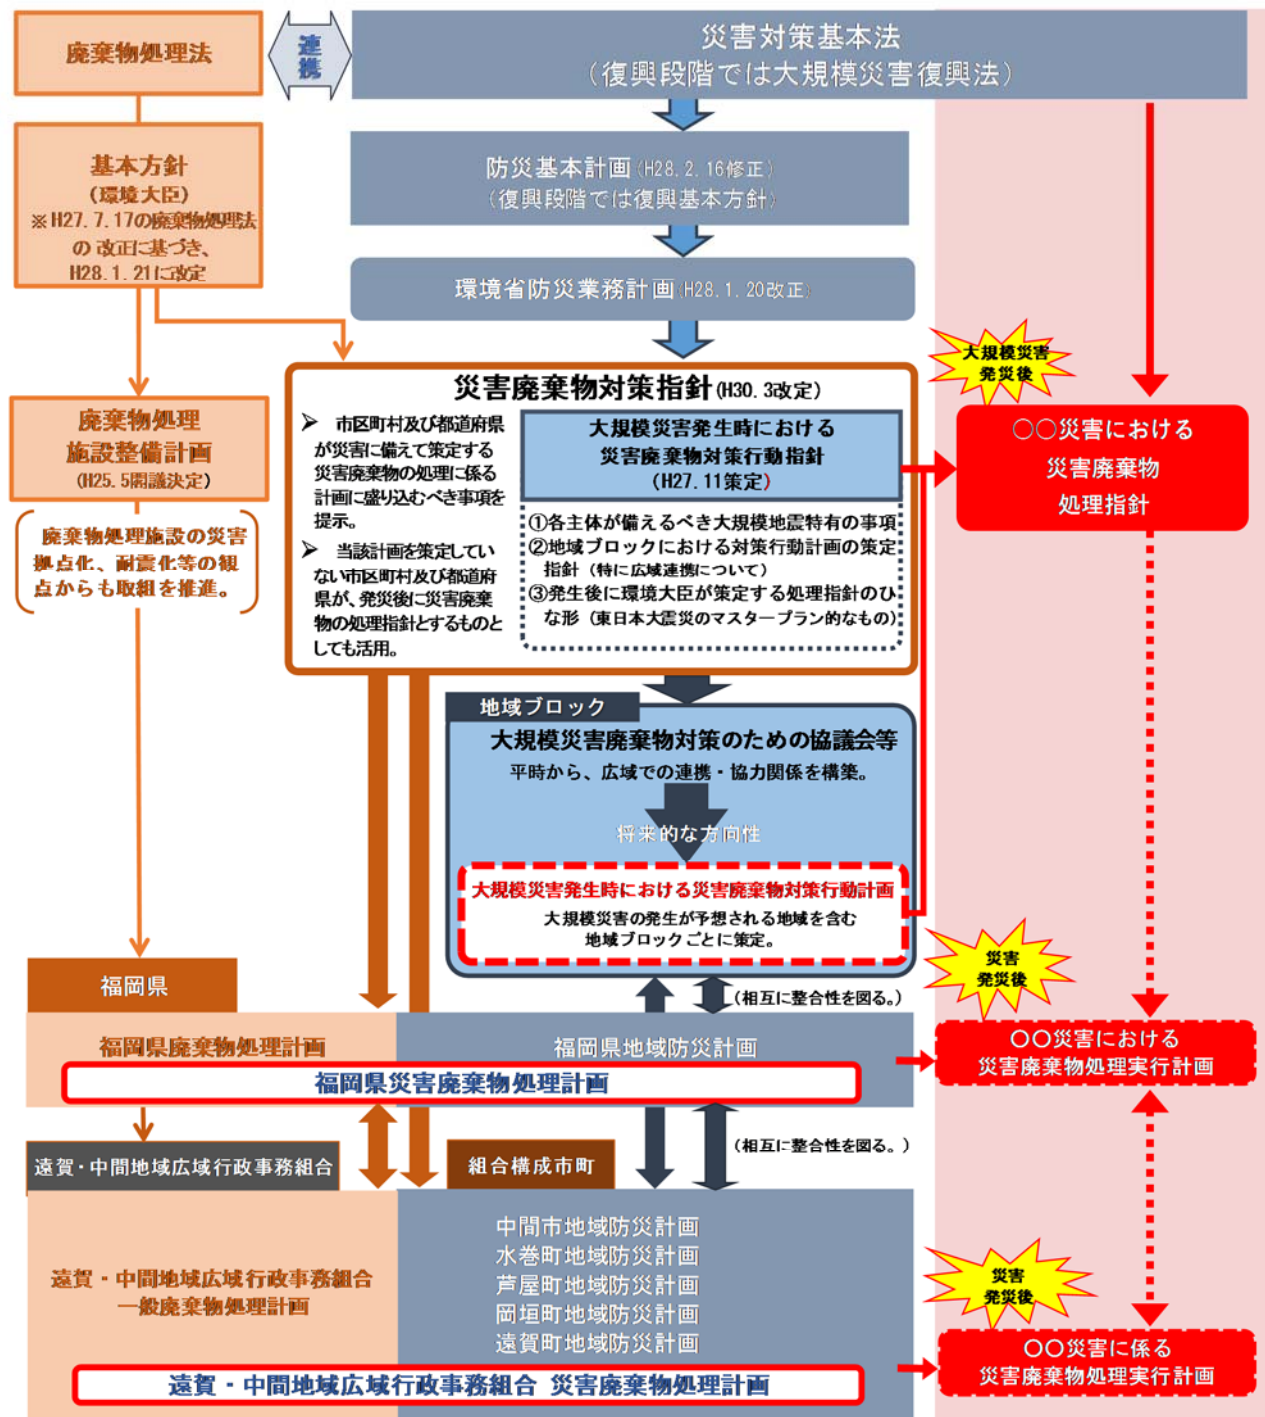 廃棄物処理法
連携
災害対策基本法
(復興段階では大規模災害復興法)
基本方針
(環境大臣)
※H27.7.17の廃棄物処理法
の 改正に基づき、
H28.1.21に改定
防災基本計画(H28.2.16修正)
(復興段階では復興基本方針)
環境省防災業務計画(H28.1.20改正)
大規模災害
発災後
廃棄物処理
施設整備計画
(H25.5閣議決定)
廃棄物処理施設の災害
拠点化、耐震化等の観
点からも取組を推進。
災害廃棄物対策指針(H30.3改定)
➢ 市区町村及び都道府県
が災害に備えて策定する
災害廃棄物の処理に係る
計画に盛り込むべき事項を
提示。
➢ 当該計画を策定してい
ない市区町村及び都道府
県が、発災後に災害廃棄
物の処理指針とするものと
しても活用。
大規模災害発生時における
災害廃棄物対策行動指針
(H27.11策定)
①各主体が備えるべき大規模地震特有の事項
②地域ブロックにおける対策行動計画の策定
指針(特に広域連携について)
③発生後に環境大臣が策定する処理指針のひ
な形(東日本大震災のマスタープラン的なもの)
○○災害における
災害廃棄物
処理指針
地域ブロック
大規模災害廃棄物対策のための協議会等
平時から、広域での連携・協力関係を構築。
将来的な方向性
大規模災害発生時における災害廃棄物対策行動計画
大規模災害の発生が予想される地域を含む
地域ブロックごとに策定。
災害
発災後
(相互に整合性を図る。)
福岡県
福岡県廃棄物処理計画
福岡県地域防災計画
福岡県災害廃棄物処理計画
○○災害における
災害廃棄物処理実行計画
(相互に整合性を図る。)
遠賀・中間地域広域行政事務組合
組合構成市町
遠賀・中間地域広域行政事務組合
一般廃棄物処理計画
中間市地域防災計画
水巻町地域防災計画
芦屋町地域防災計画
岡垣町地域防災計画
遠賀町地域防災計画
災害
発災後
遠賀・中間地域広域行政事務組合 災害廃棄物処理計画
○○災害に係る
災害廃棄物処理実行計画